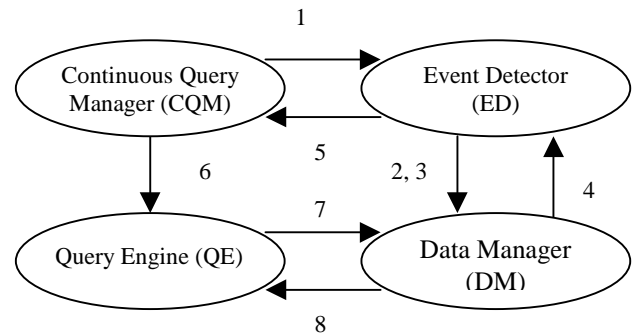 1
Continuous Query
Manager (CQM)
Event Detector
(ED)
5
6
2, 3
4
7
Query Engine (QE)
Data Manager
(DM)
8